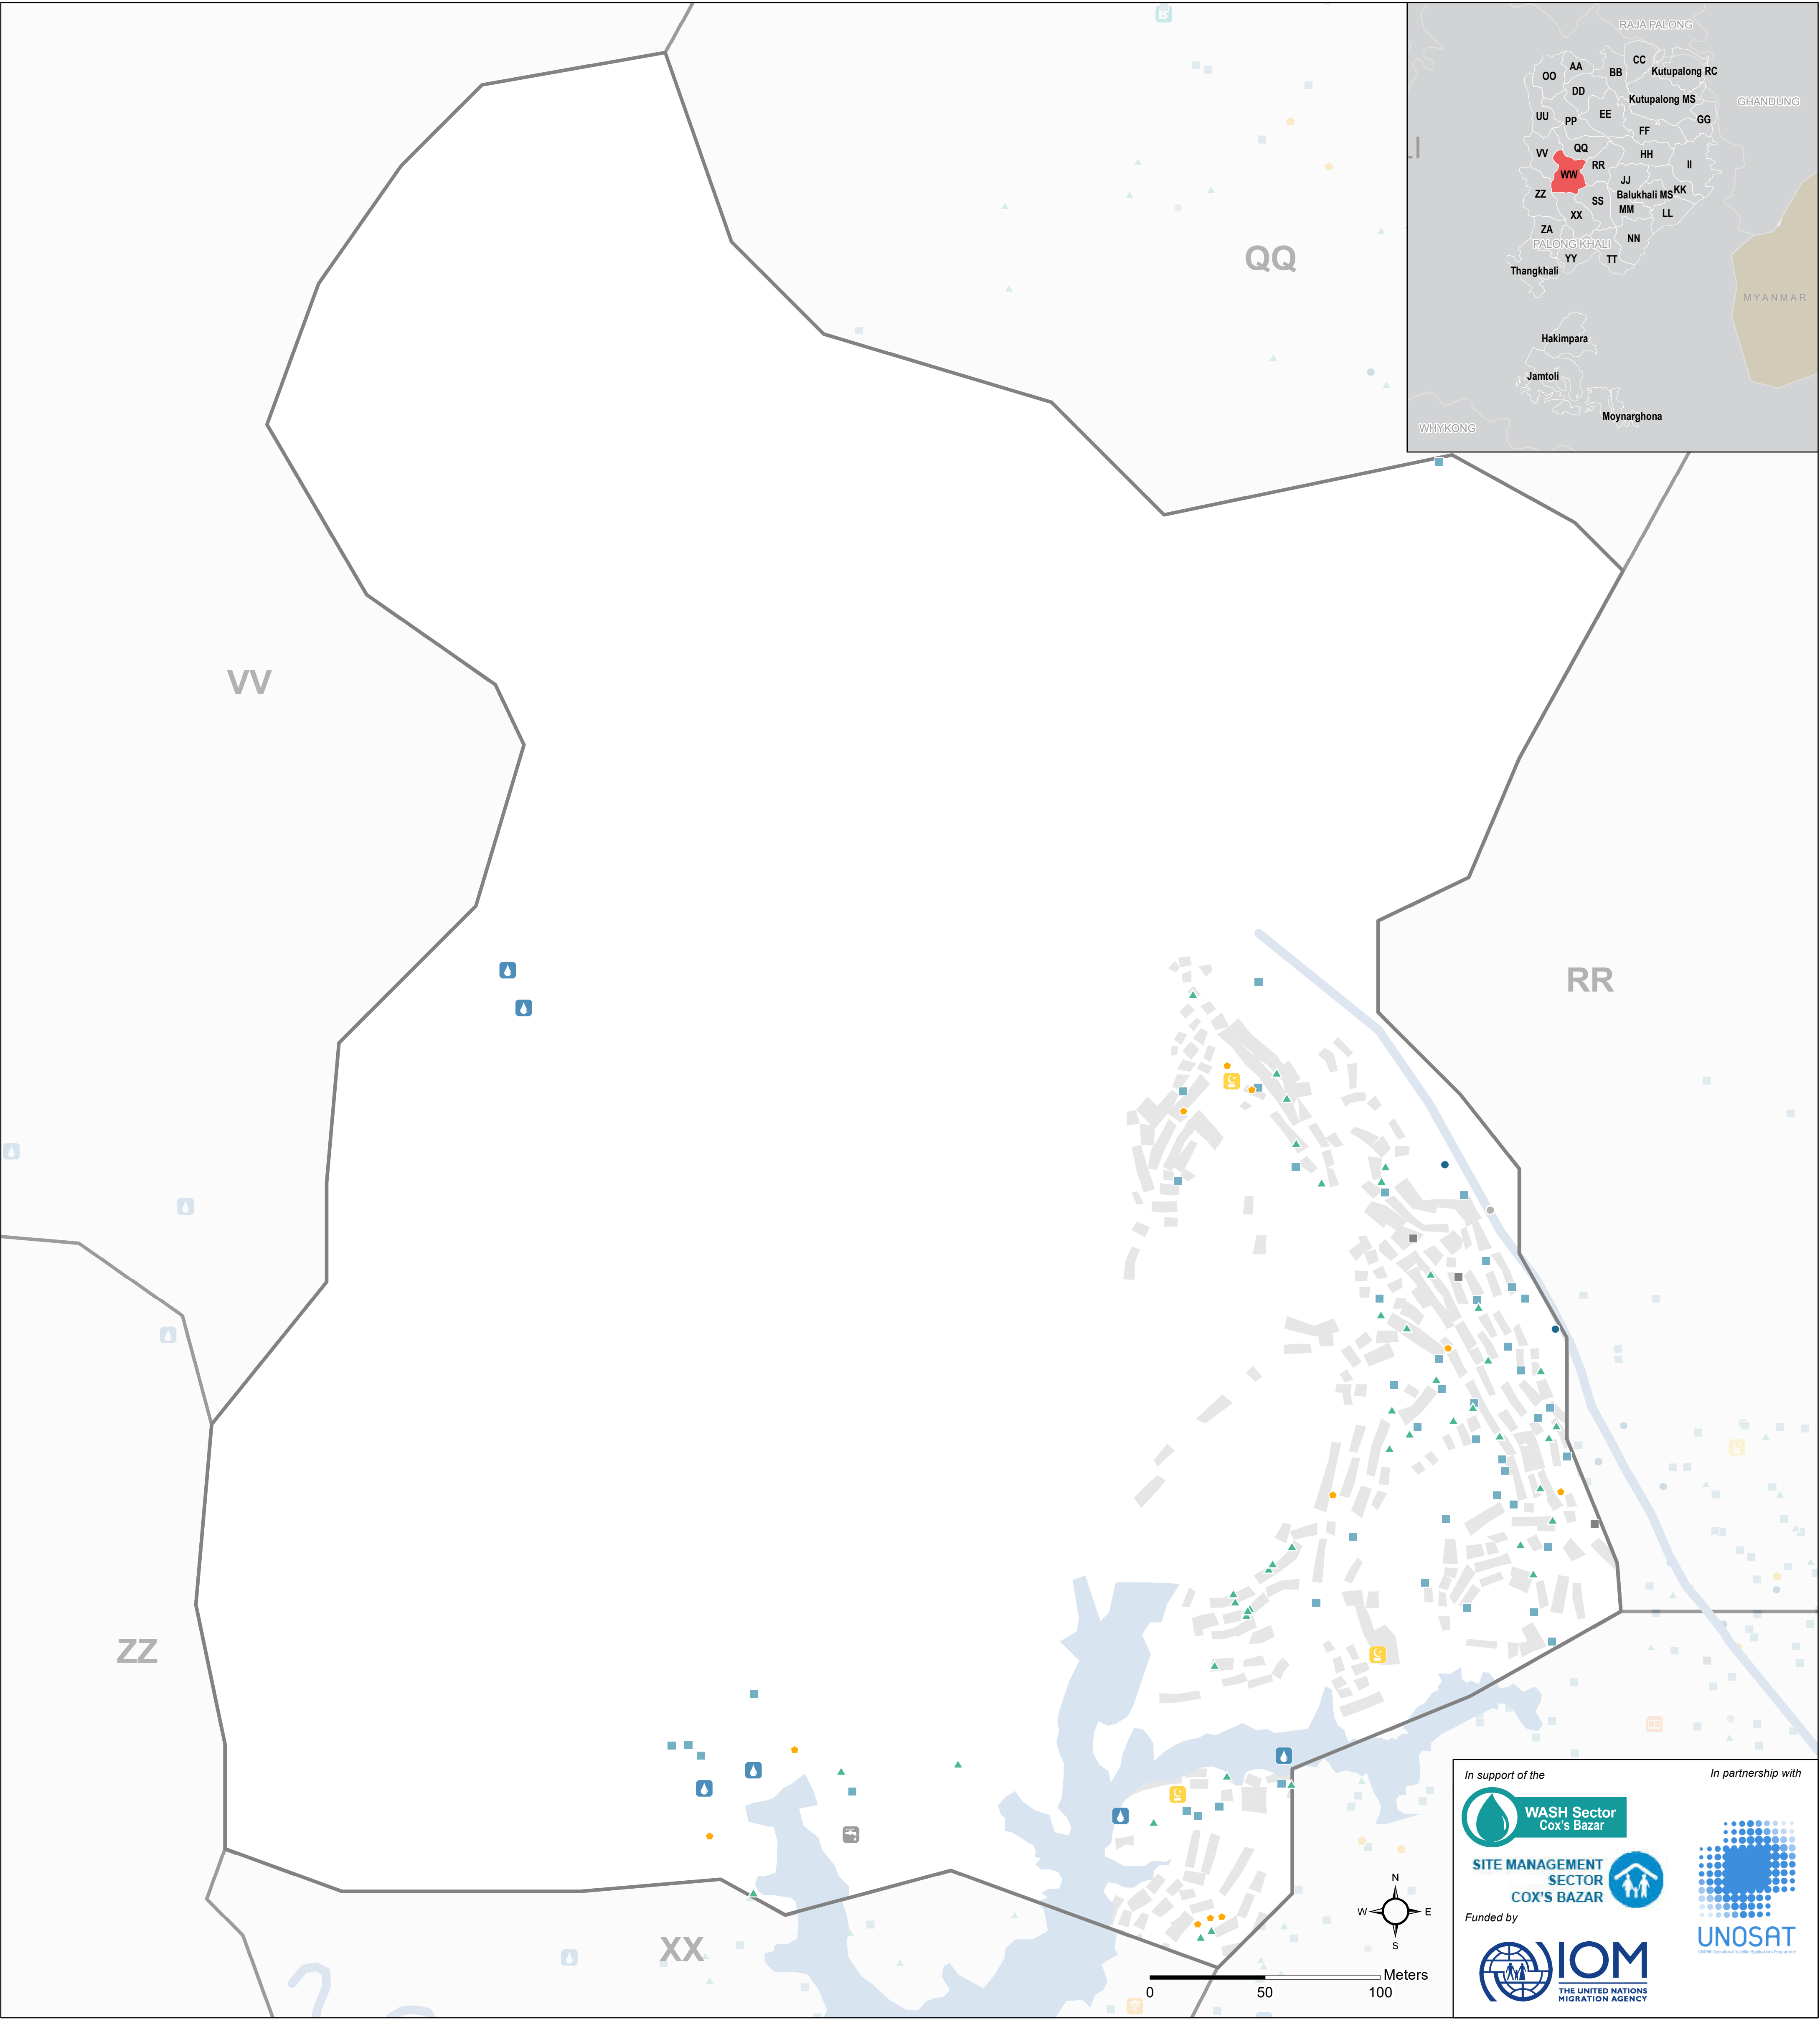 QQ
VV
RR
ZZ
XX
RAJA PALONG
CC
AA
BB
Kutupalong RC
OO
DD
Kutupalong MS
GHANDUNG
EE
UU
PP
GG
FF
QQ
VV
HH
RR
II
WW
JJ
KK
ZZ
Balukhali MS
SS
MM
LL
XX
ZA
NN
PALONG KHALI
YY
TT
Thangkhali
MYANMAR
Hakimpara
Jamtoli
Moynarghona
WHYKONG
N
W
E
S
Meters
0
50
100
In support of the
In partnership with
WASH Sector
Cox's Bazar
SITE MANAGEMENT
SECTOR
COX'S BAZAR
Funded by
UNOSAT
IOM
THE UNITED NATIONS
MIGRATION AGENCY